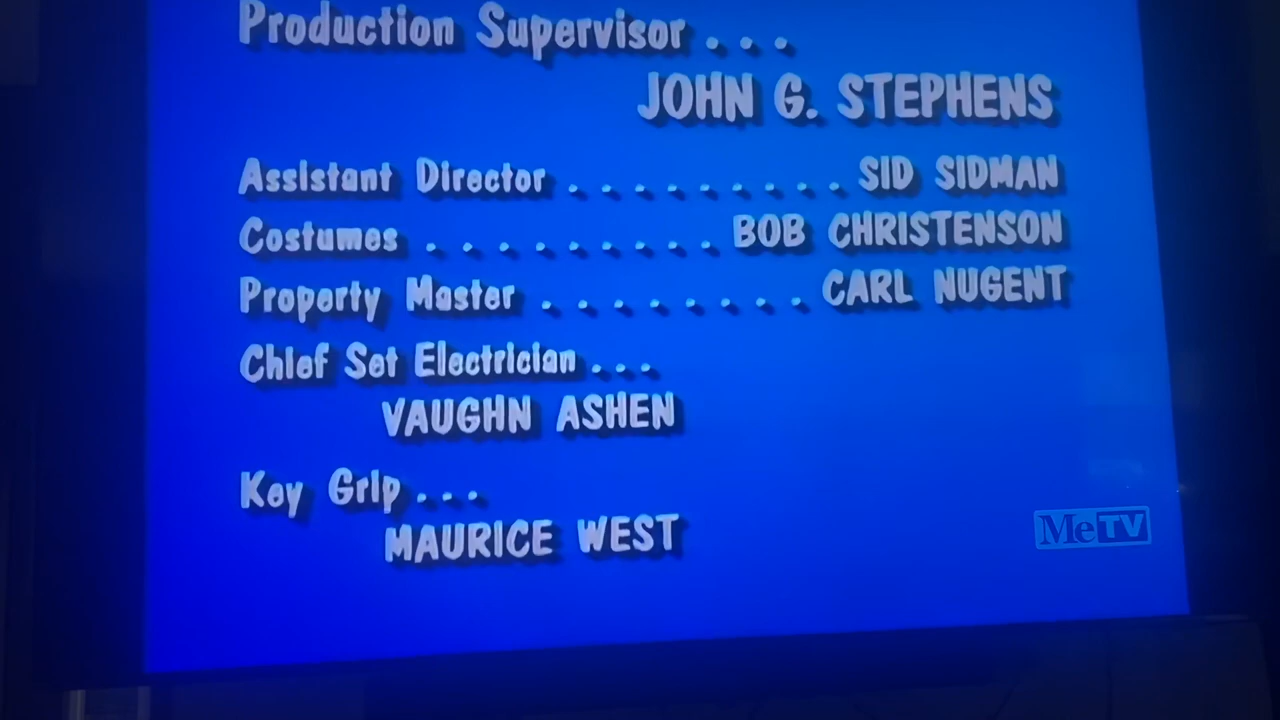 Production Supervisor . . .
JOHN G. STEPHENS
Assistant Director . . . . . . . . . SID SIDMAN
Costumes . . . . . . . . . BOB CHRISTENSON
Property Master . . . . . . . . CARL NUGENT
Chief Set Electrician . . .
VAUGHN ASHEN
Key Grip . . .
MAURICE WEST
MeTV